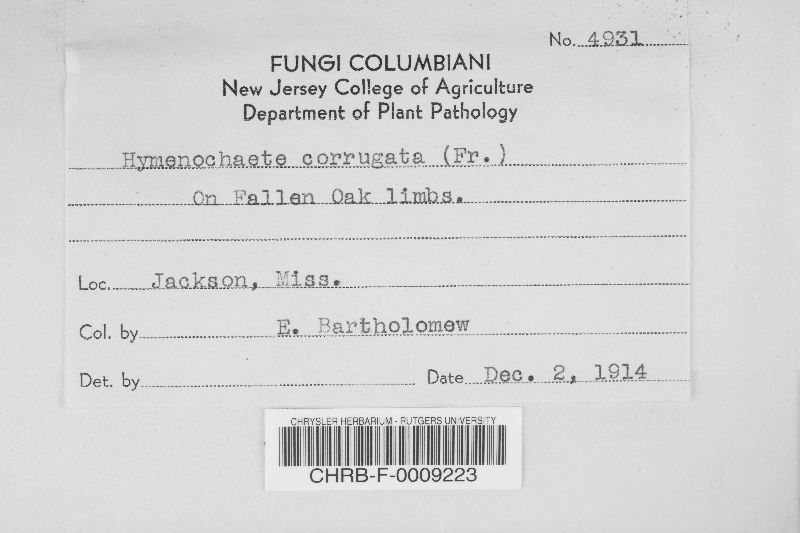 No. 4931
FUNGI COLUMBIANI
New Jersey College of Agriculture
Department of Plant Pathology
Hymenochaete corrugata (Fr.)
On Fallen Oak limbs.
Loc. Jackson, Miss.
Col. by E. Bartholomew
Det. by Date Dec. 2, 1914
CHRYSLER HERBARIUM - RUTGERS UNIVERSITY
CHRB-F-0009223